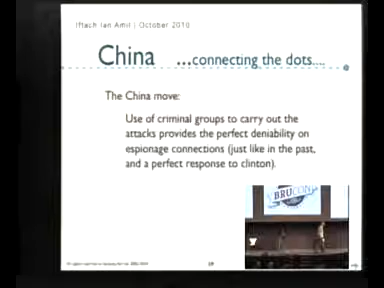 Iftach Ian Amit | October 2010
China ...connecting the dots....
The China move:
Use of criminal groups to carry out the
attacks provides the perfect deniability on
espionage connections (just like in the past,
and a perfect response to clinton).
BRUCON